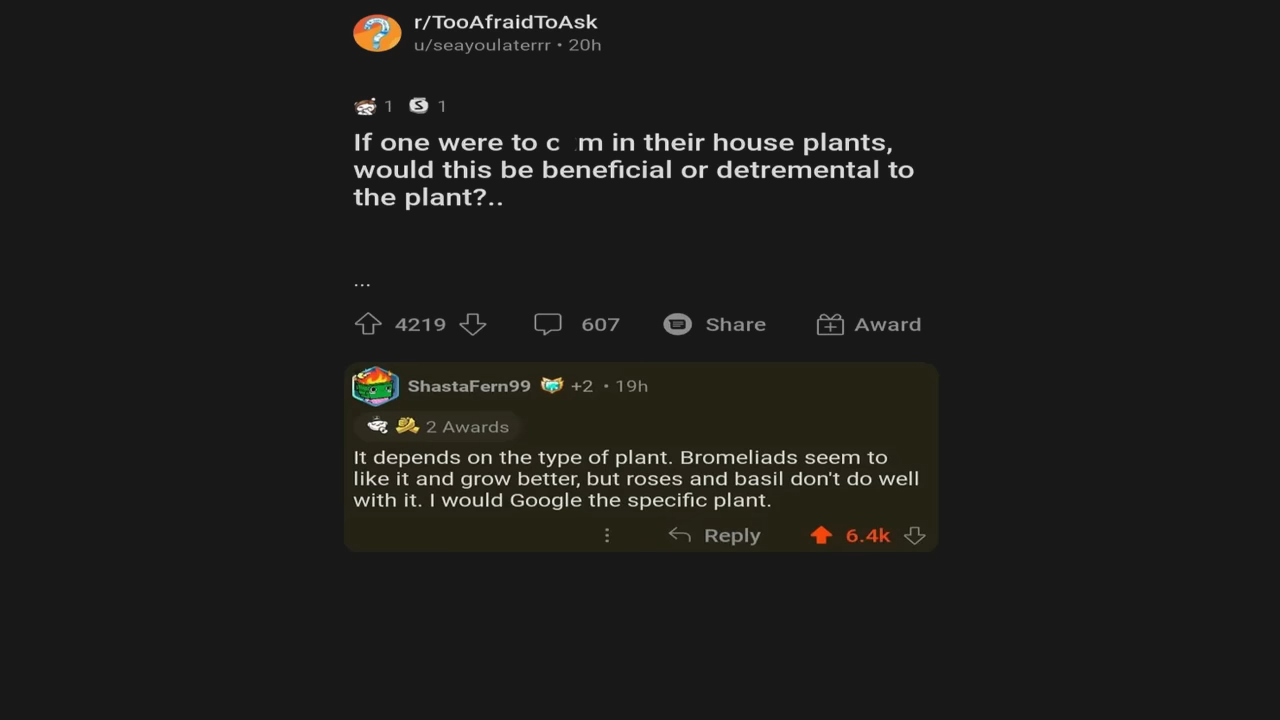 r/TooAfraidToAsk
u/seayoulaterrr • 20h
1 S 1
If one were to c m in their house plants,
would this be beneficial or detremental to
the plant?..
...
4219 607 Share Award
ShastaFern99 +2 • 19h
2 Awards
It depends on the type of plant. Bromeliads seem to
like it and grow better, but roses and basil don't do well
with it. I would Google the specific plant.
Reply 6.4k